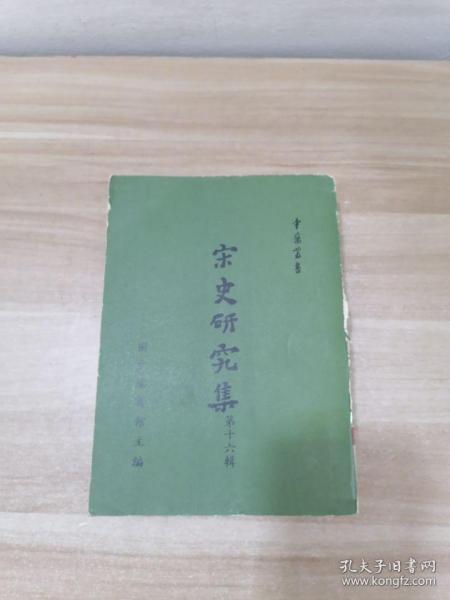 中華叢書
宋史研究集
第十六輯
國立編譯館主編
孔夫子旧书网
www.kongfz.com